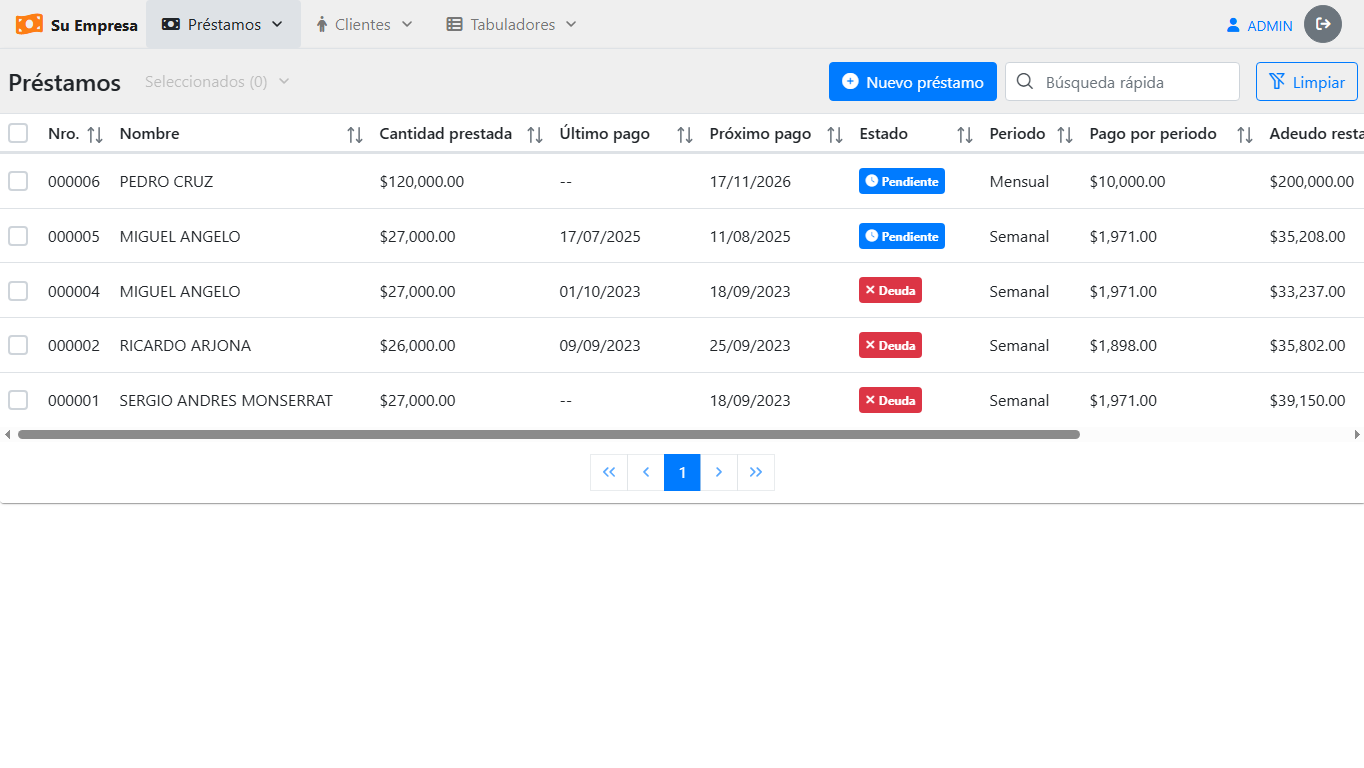 Su Empresa Préstamos Clientes Tabuladores ADMIN
Préstamos Seleccionados (0) Nuevo préstamo Búsqueda rápida Limpiar
Nro. Nombre Cantidad prestada Último pago Próximo pago Estado Periodo Pago por periodo Adeudo resta
000006 PEDRO CRUZ $120,000.00 -- 17/11/2026 Pendiente Mensual $10,000.00 $200,000.00
000005 MIGUEL ANGELO $27,000.00 17/07/2025 11/08/2025 Pendiente Semanal $1,971.00 $35,208.00
000004 MIGUEL ANGELO $27,000.00 01/10/2023 18/09/2023 Deuda Semanal $1,971.00 $33,237.00
000002 RICARDO ARJONA $26,000.00 09/09/2023 25/09/2023 Deuda Semanal $1,898.00 $35,802.00
000001 SERGIO ANDRES MONSERRAT $27,000.00 -- 18/09/2023 Deuda Semanal $1,971.00 $39,150.00
1